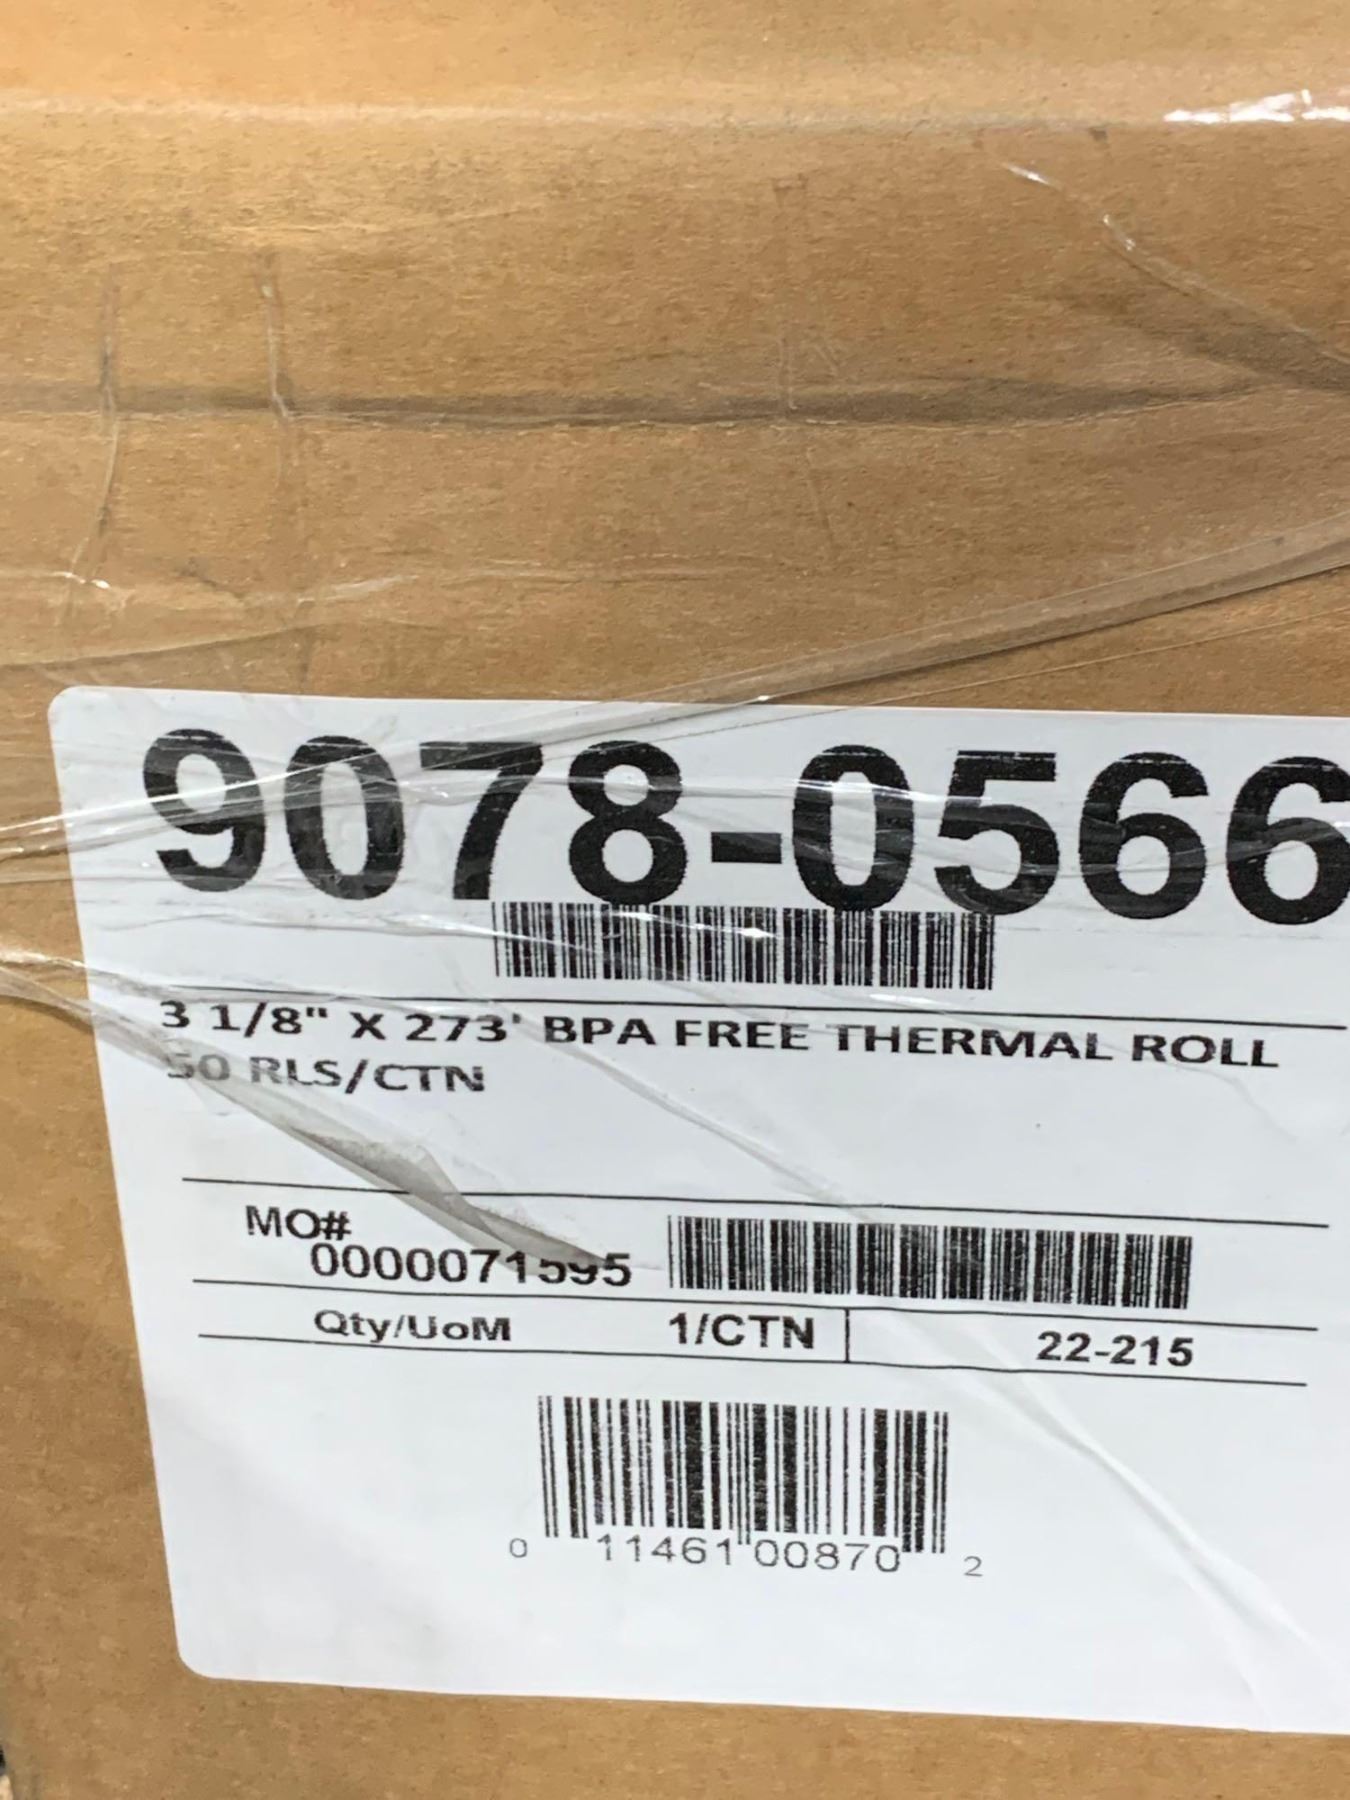 9078-0566
3 1/8" X 273' BPA FREE THERMAL ROLL
50 RLS/CTN
MO#
0000071595
Qty/UoM 1/CTN 22-215
0 11461 00870 2